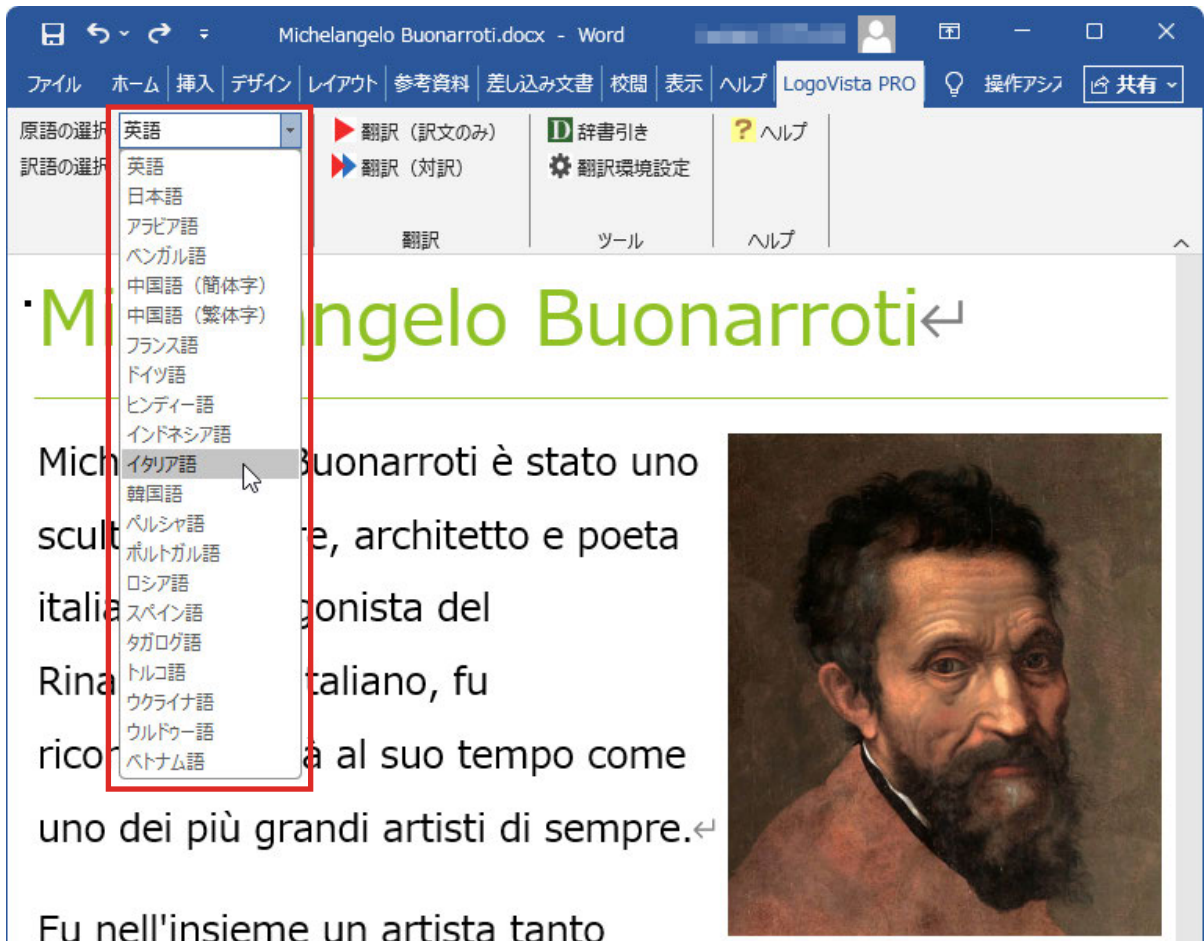 Michelangelo Buonarroti.docx - Word
ファイル ホーム 挿入 デザイン レイアウト 参考資料 差し込み文書 校閲 表示 ヘルプ LogoVista PRO 操作アシス 共有
原語の選択 英語
訳語の選択
翻訳（訳文のみ）
翻訳（対訳）
翻訳
辞書引き
翻訳環境設定
ツール
? ヘルプ
ヘルプ
英語
日本語
アラビア語
ベンガル語
中国語（簡体字）
中国語（繁体字）
フランス語
ドイツ語
ヒンディー語
インドネシア語
イタリア語
韓国語
ペルシャ語
ポルトガル語
ロシア語
スペイン語
タガログ語
トルコ語
ウクライナ語
ウルドゥー語
ベトナム語
Mi ngelo Buonarroti
Mich Buonarroti è stato uno
scult e, architetto e poeta
italia gonista del
Rina taliano, fu
rico à al suo tempo come
uno dei più grandi artisti di sempre.
Fu nell'insieme un artista tanto